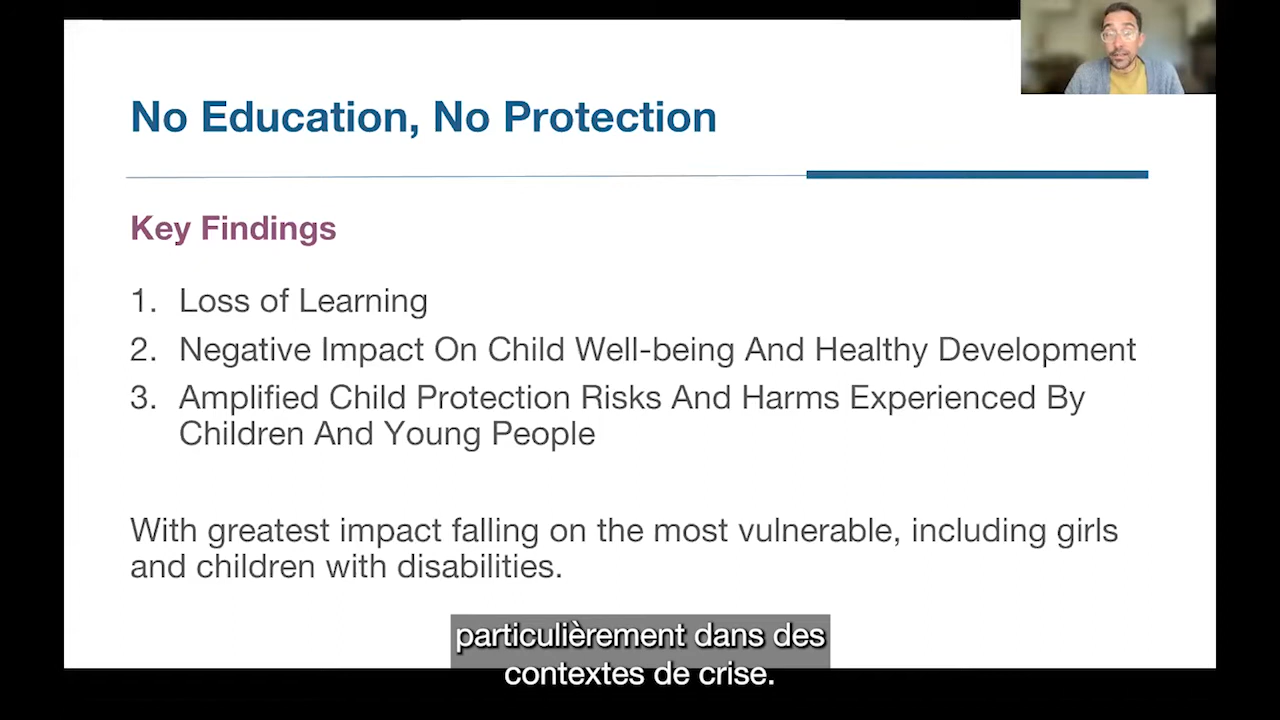 No Education, No Protection
Key Findings
1. Loss of Learning
2. Negative Impact On Child Well-being And Healthy Development
3. Amplified Child Protection Risks And Harms Experienced By
Children And Young People
With greatest impact falling on the most vulnerable, including girls
and children with disabilities.
particulièrement dans des
contextes de crise.